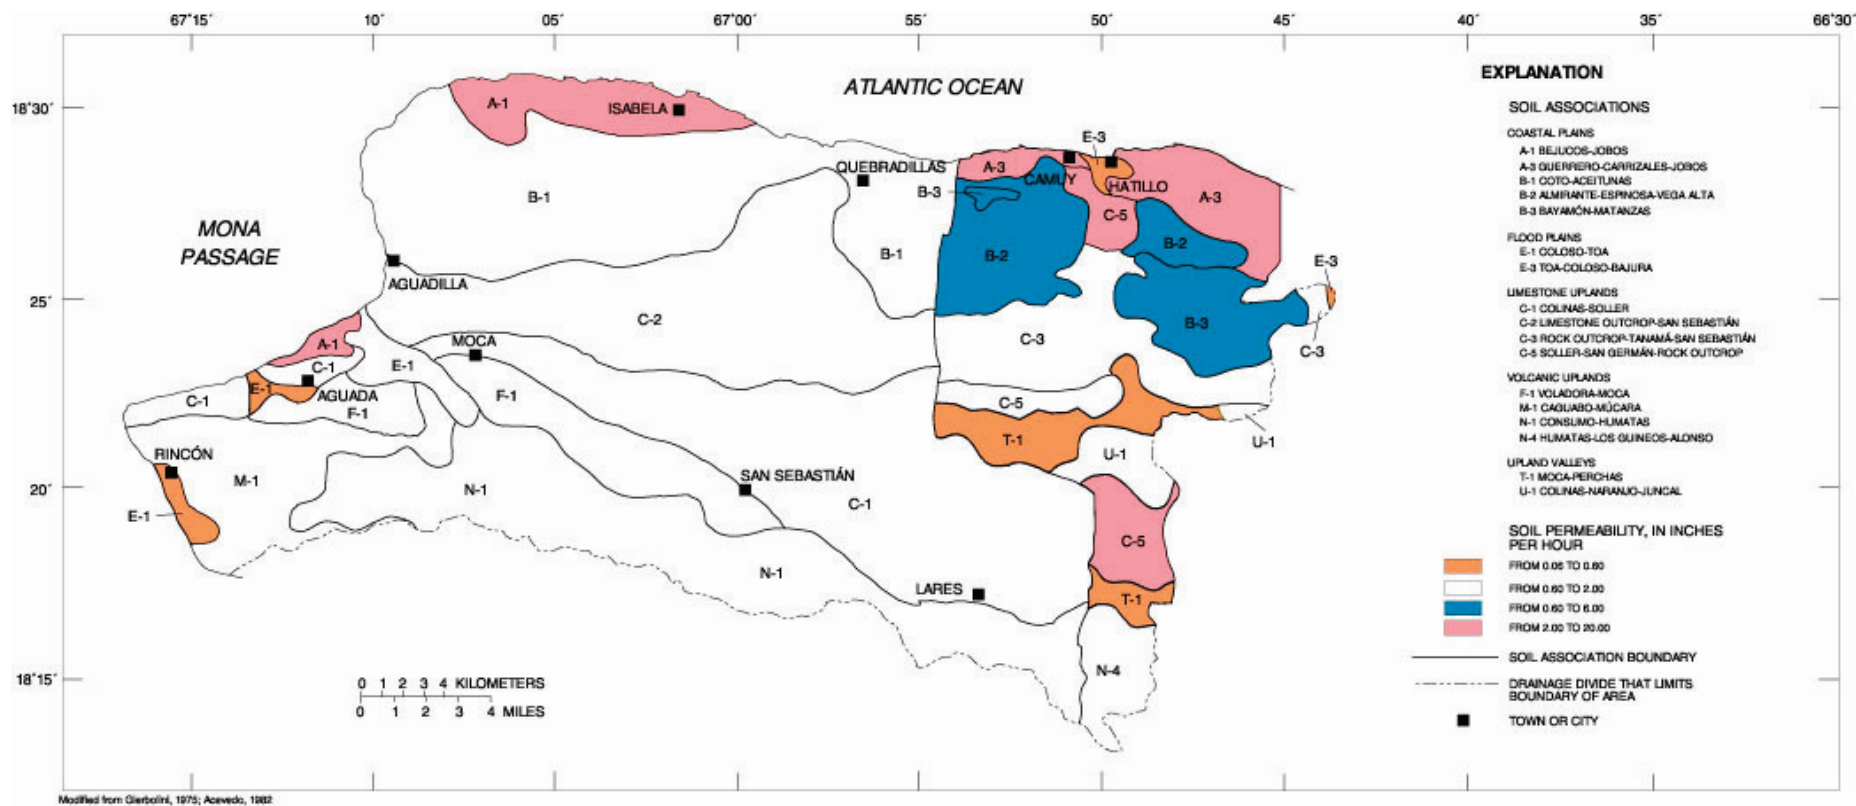 67°15′ 10′ 05′ 67°00′ 55′ 50′ 45′ 40′ 35′ 66°30′
18°30′
25′
20′
18°15′
ATLANTIC OCEAN
MONA
PASSAGE
A-1
ISABELA
B-1
QUEBRADILLAS
B-3
B-1
A-3
CAMUY
E-3
HATILLO
A-3
C-5
B-2
B-2
E-3
B-3
C-3
C-3
AGUADILLA
C-2
A-1
MOCA
C-1
E-1
E-1
AGUADA
F-1
C-1
F-1
C-5
T-1
U-1
U-1
RINCÓN
M-1
E-1
N-1
SAN SEBASTIÁN
C-1
C-5
N-1
LARES
T-1
N-4
0 1 2 3 4 KILOMETERS
0 1 2 3 4 MILES
EXPLANATION
SOIL ASSOCIATIONS
COASTAL PLAINS
A-1 BEJUCOS-JOBOS
A-3 GUERRERO-CARRIZALES-JOBOS
B-1 COTO-ACEITUNAS
B-2 ALMIRANTE-ESPINOSA-VEGA ALTA
B-3 BAYAMÓN-MATANZAS
FLOOD PLAINS
E-1 COLOSO-TOA
E-3 TOA-COLOSO-BAJURA
LIMESTONE UPLANDS
C-1 COLINAS-SOLLER
C-2 LIMESTONE OUTCROP-SAN SEBASTIÁN
C-3 ROCK OUTCROP-TANAMÁ-SAN SEBASTIÁN
C-5 SOLLER-SAN GERMÁN-ROCK OUTCROP
VOLCANIC UPLANDS
F-1 VOLADORA-MOCA
M-1 CAGUABO-MÚCARA
N-1 CONSUMO-HUMATAS
N-4 HUMATAS-LOS GUINEOS-ALONSO
UPLAND VALLEYS
T-1 MOCA-PERCHAS
U-1 COLINAS-NARANJO-JUNCAL
SOIL PERMEABILITY, IN INCHES
PER HOUR
FROM 0.06 TO 0.60
FROM 0.60 TO 2.00
FROM 0.60 TO 6.00
FROM 2.00 TO 20.00
SOIL ASSOCIATION BOUNDARY
DRAINAGE DIVIDE THAT LIMITS
BOUNDARY OF AREA
TOWN OR CITY
Modified from Gierbolini, 1975; Acevedo, 1982